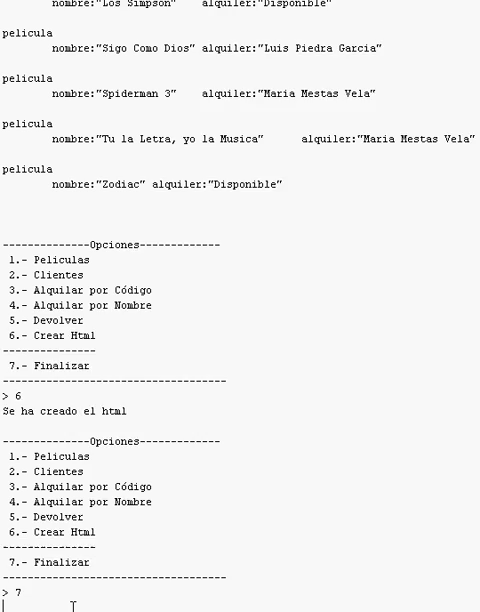 nombre:"Los Simpson" alquiler:"Disponible"
pelicula
nombre:"Sigo Como Dios" alquiler:"Luis Piedra Garcia"
pelicula
nombre:"Spiderman 3" alquiler:"Maria Mestas Vela"
pelicula
nombre:"Tu la Letra, yo la Musica" alquiler:"Maria Mestas Vela"
pelicula
nombre:"Zodiac" alquiler:"Disponible"
--------------Opciones-------------
1.- Peliculas
2.- Clientes
3.- Alquilar por Código
4.- Alquilar por Nombre
5.- Devolver
6.- Crear Html
---------------
7.- Finalizar
------------------------------------
> 6
Se ha creado el html
--------------Opciones-------------
1.- Peliculas
2.- Clientes
3.- Alquilar por Código
4.- Alquilar por Nombre
5.- Devolver
6.- Crear Html
---------------
7.- Finalizar
------------------------------------
> 7